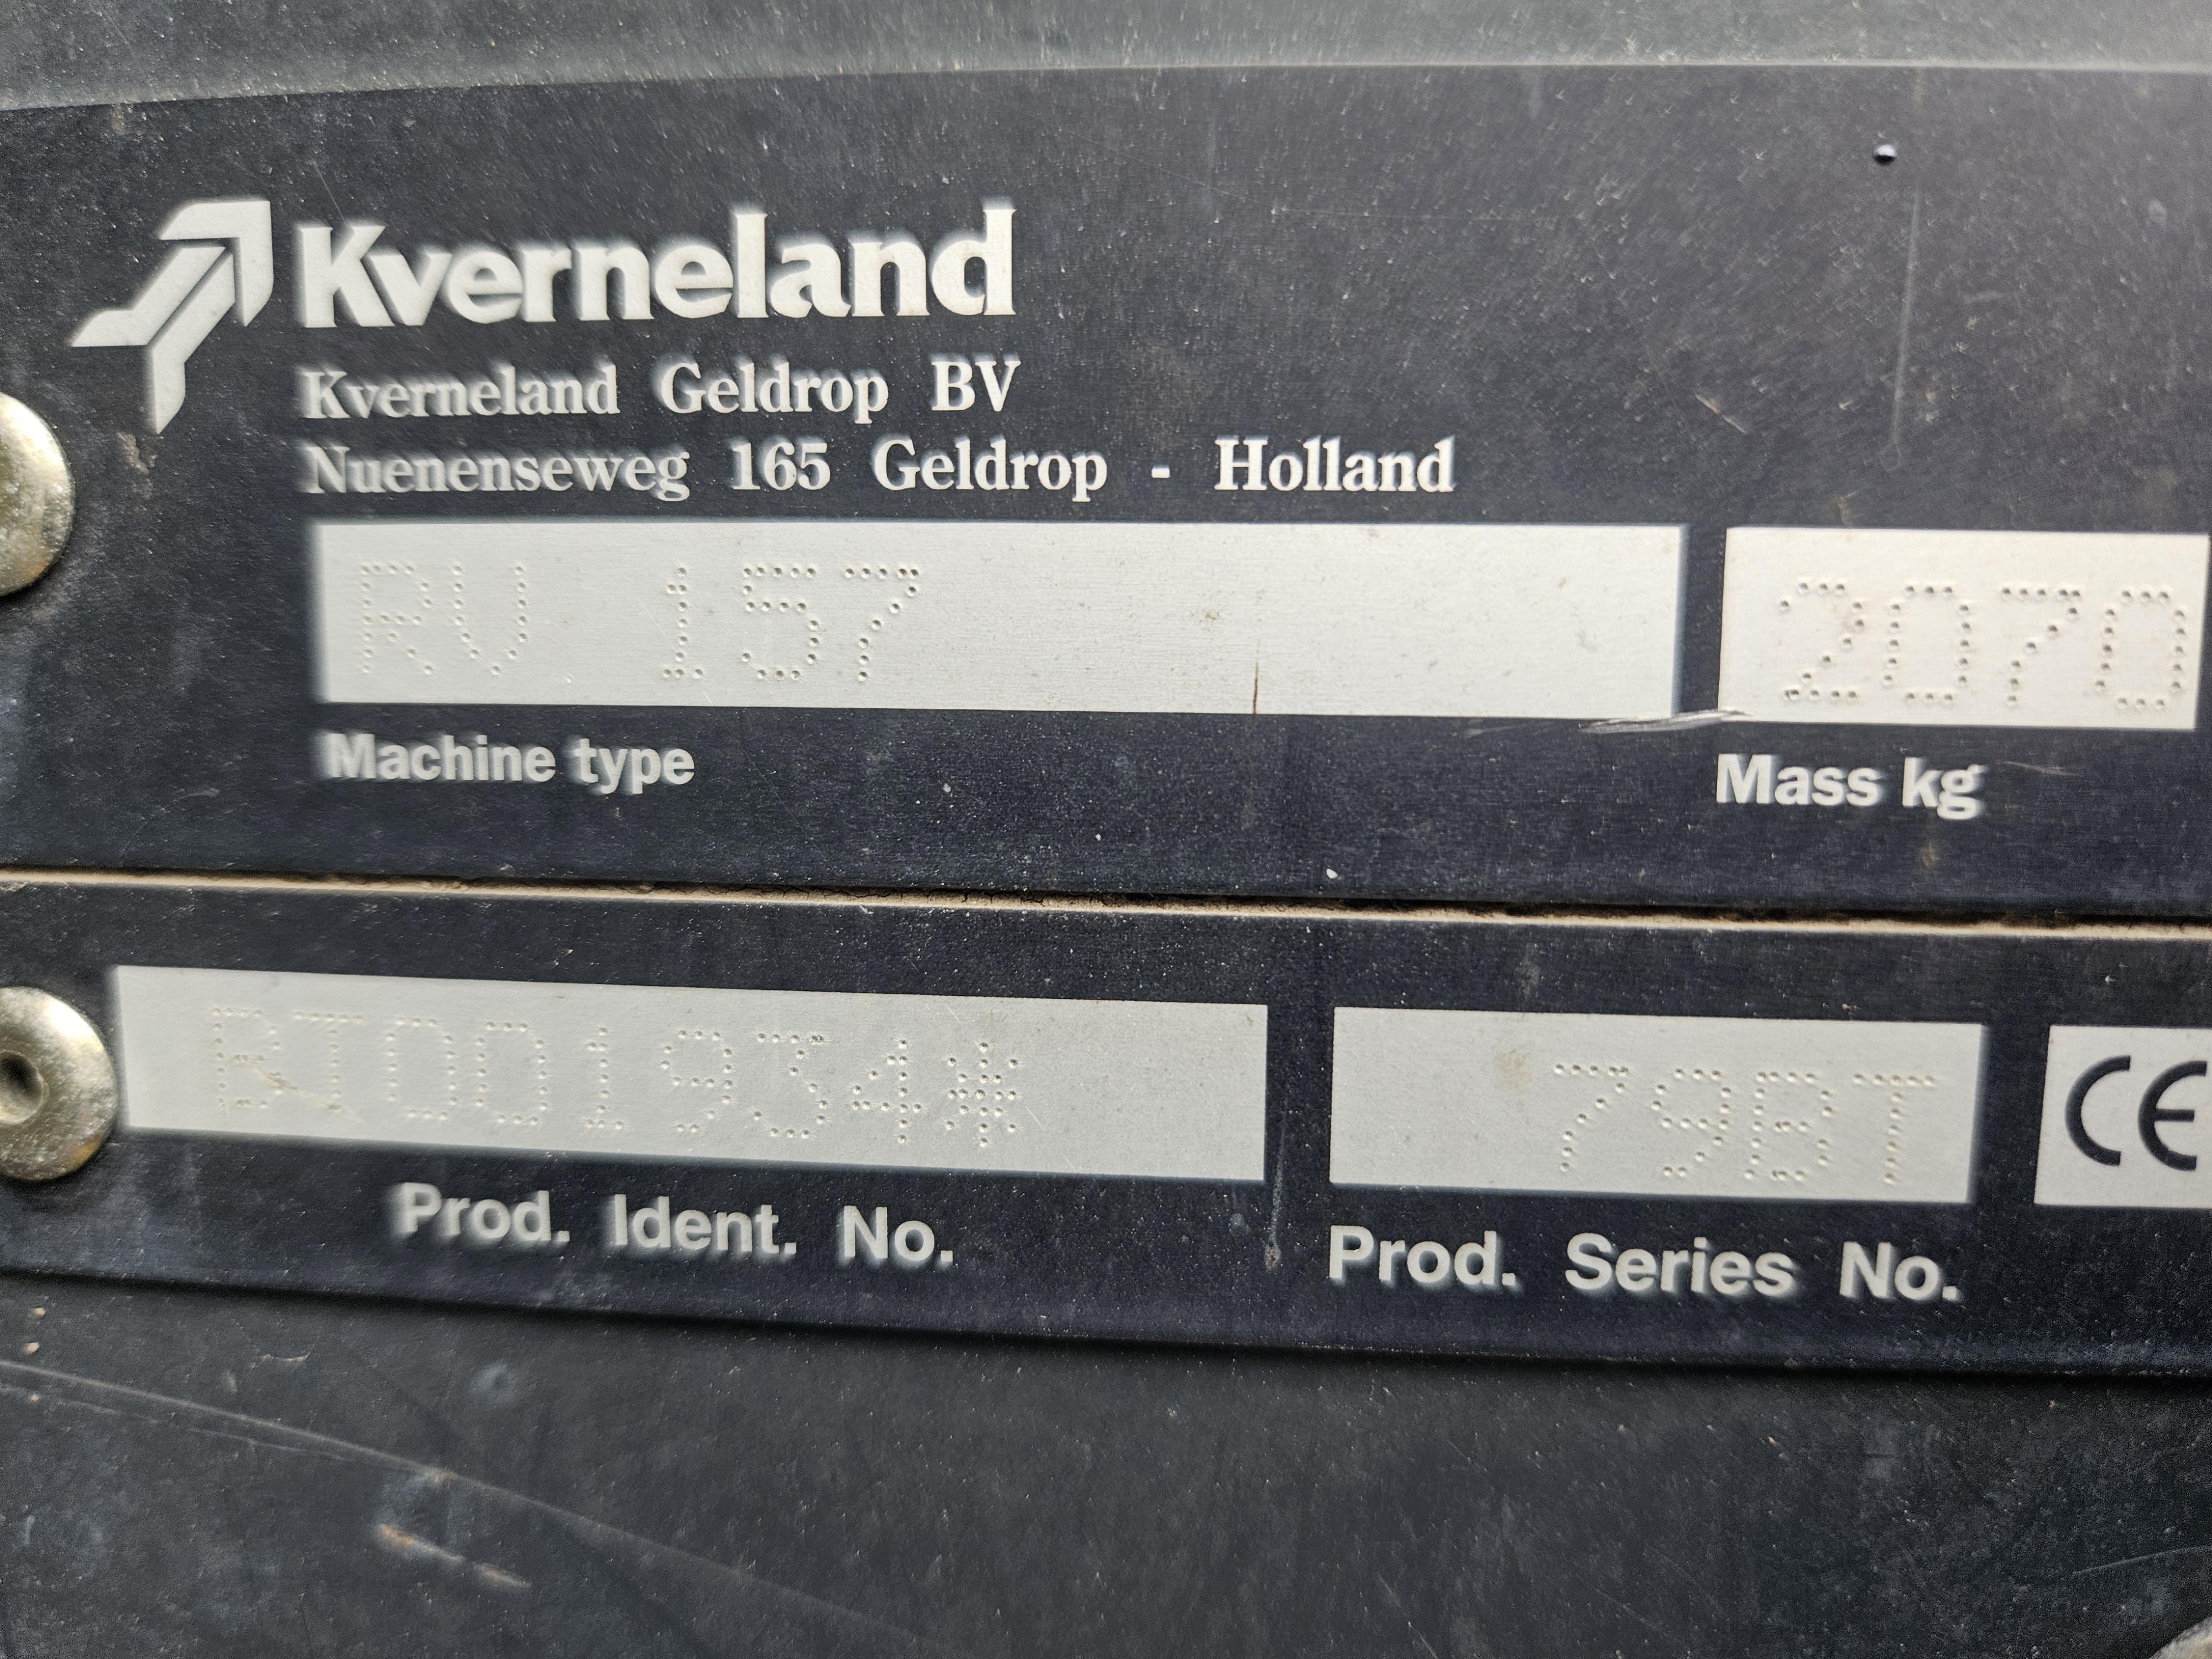 Kverneland
Kverneland Geldrop BV
Nuenenseweg 165 Geldrop - Holland
RV 157 2070
Machine type Mass kg
BT001934* 79BT
CE
Prod. Ident. No. Prod. Series No.